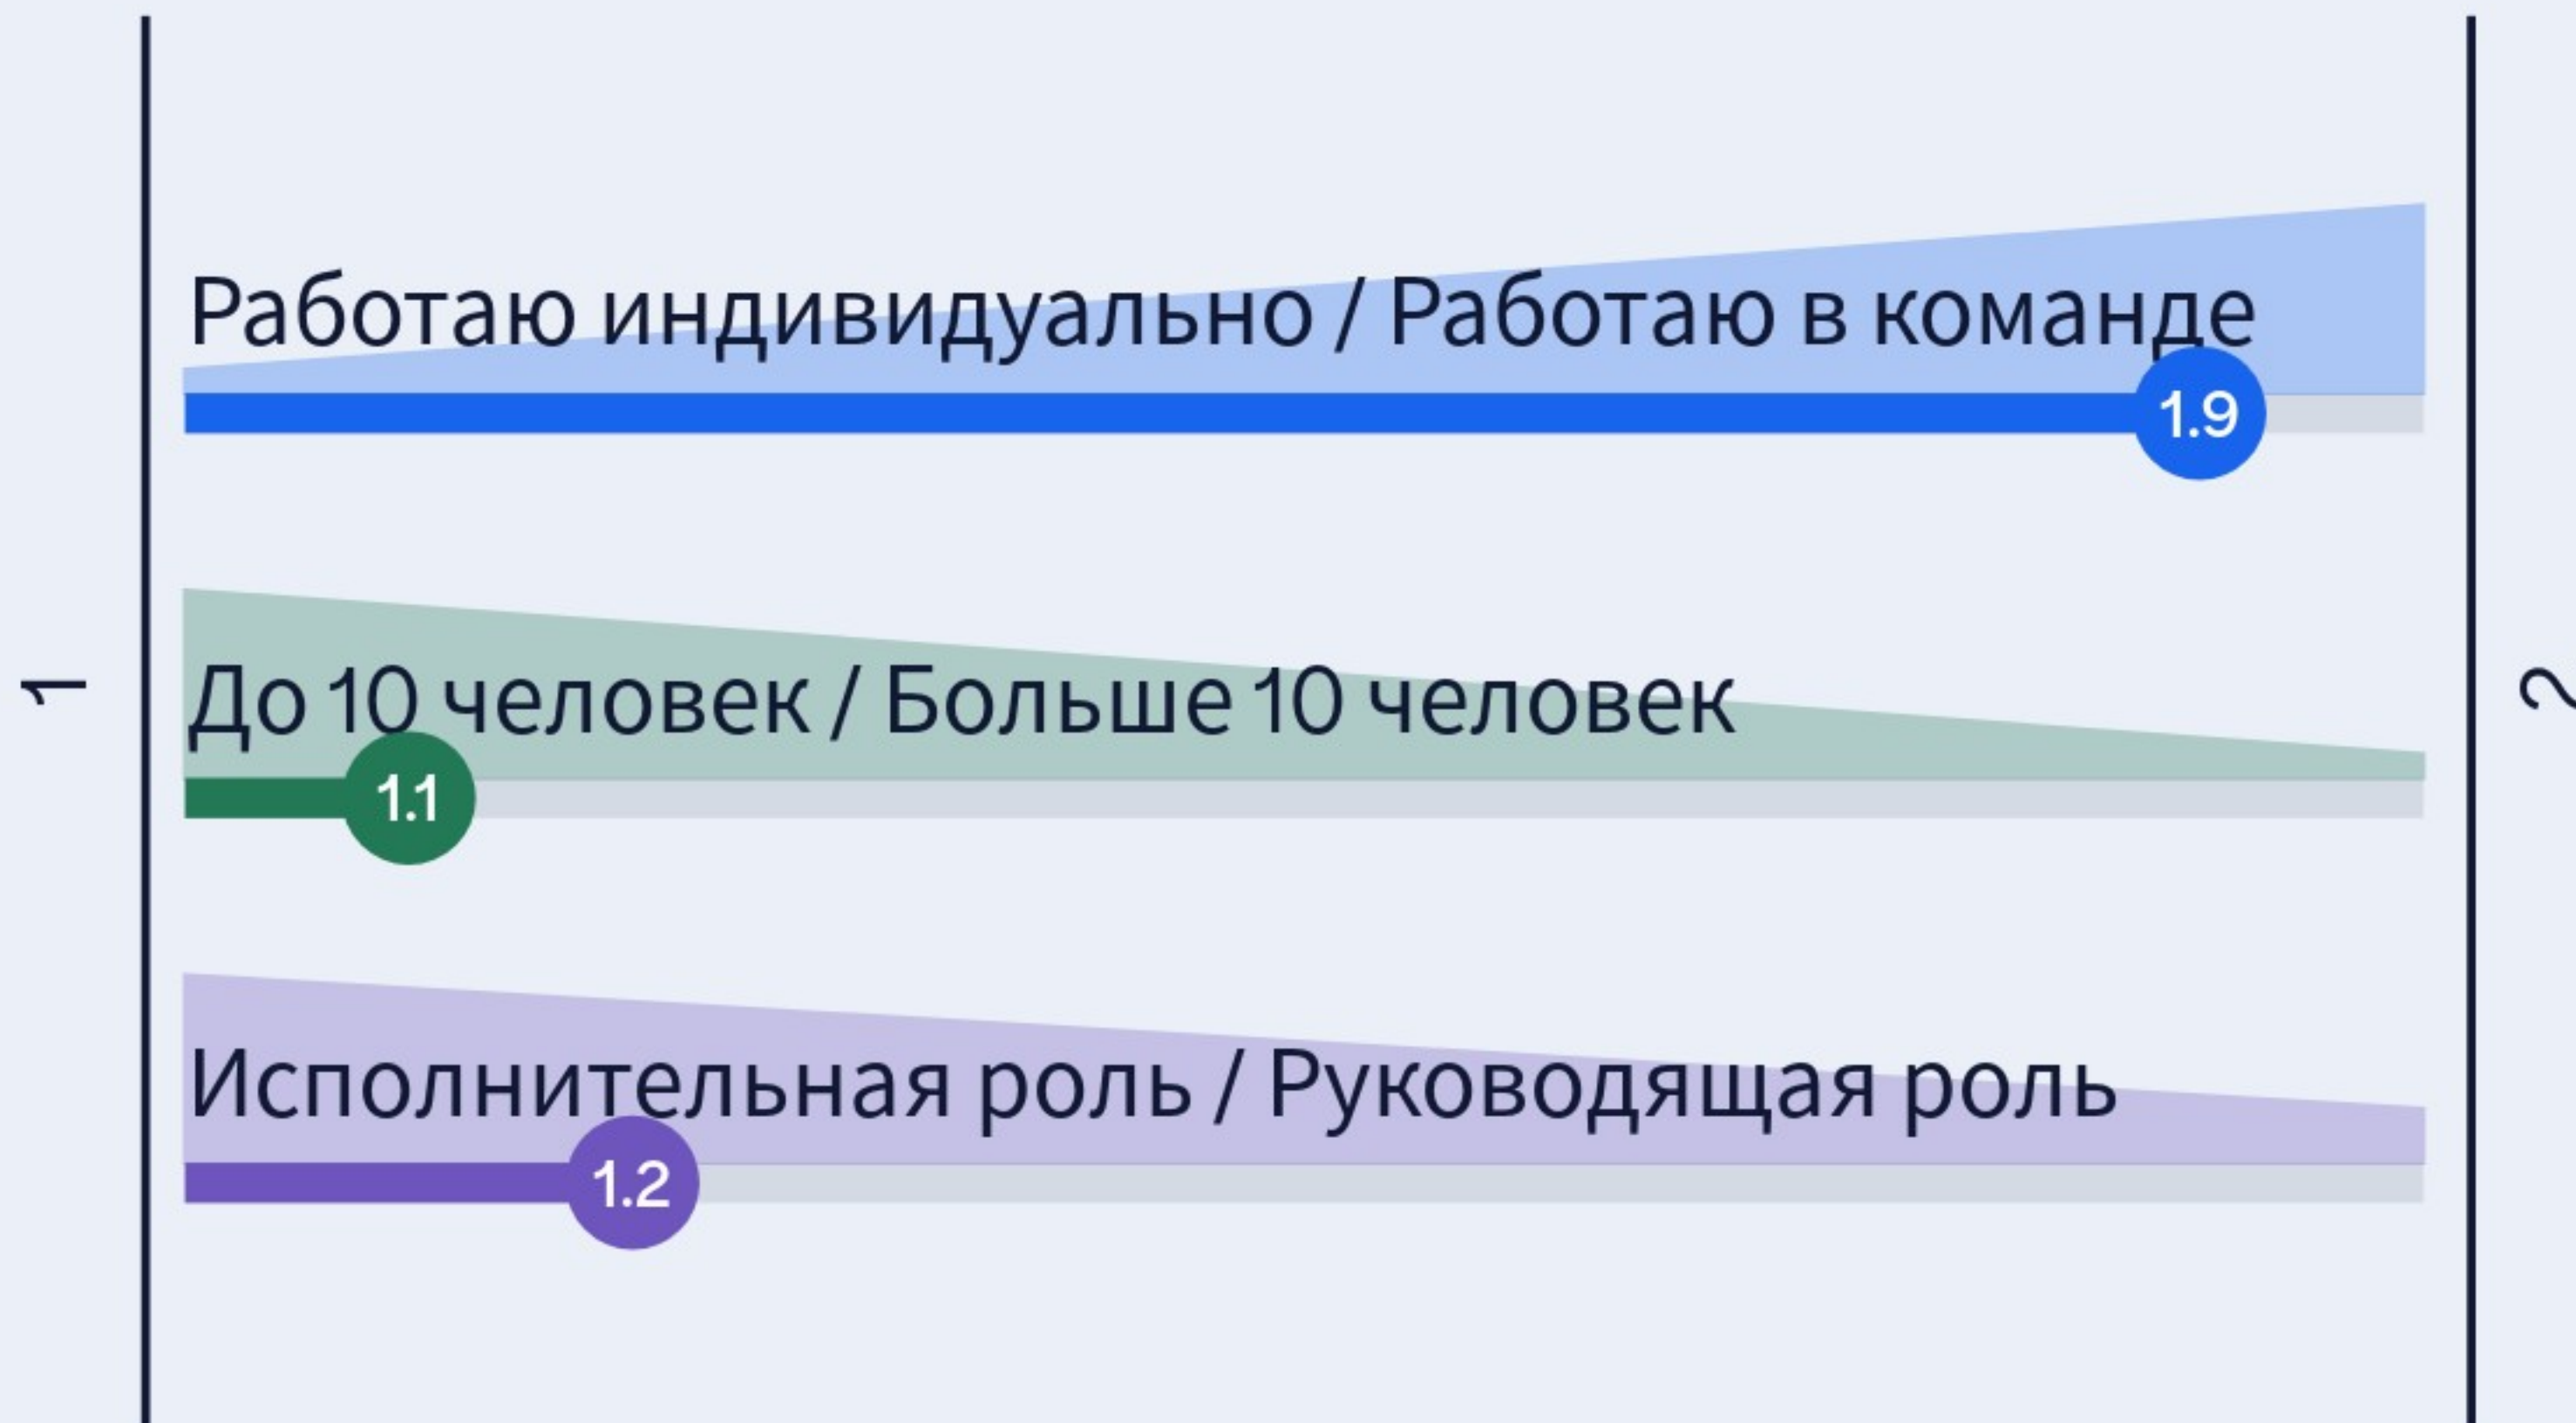 Работаю индивидуально / Работаю в команде
1.9
1
До 10 человек / Больше 10 человек
2
1.1
Исполнительная роль / Руководящая роль
1.2